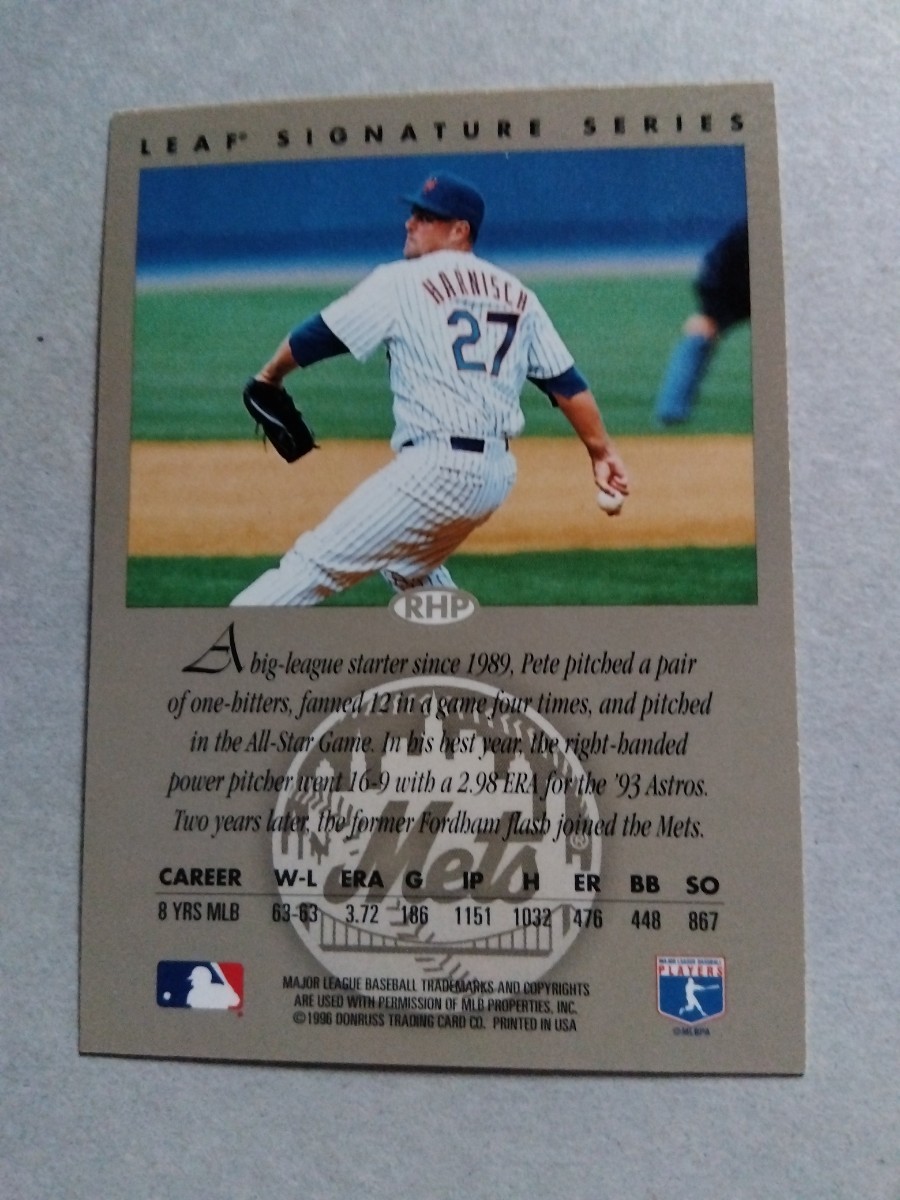 LEAF® SIGNATURE SERIES
HARNISCH
27
RHP
A big-league starter since 1989, Pete pitched a pair
of one-hitters, fanned 12 in a game four times, and pitched
in the All-Star Game. In his best year, the right-handed
power pitcher went 16-9 with a 2.98 ERA for the '93 Astros.
Two years later, the former Fordham flash joined the Mets.
Mets
®
CAREER W-L ERA G IP H ER BB SO
8 YRS MLB 63-63 3.72 186 1151 1032 476 448 867
MAJOR LEAGUE BASEBALL TRADEMARKS AND COPYRIGHTS
ARE USED WITH PERMISSION OF MLB PROPERTIES, INC.
©1996 DONRUSS TRADING CARD CO. PRINTED IN USA
MAJOR LEAGUE BASEBALL
PLAYERS
©MLBPA